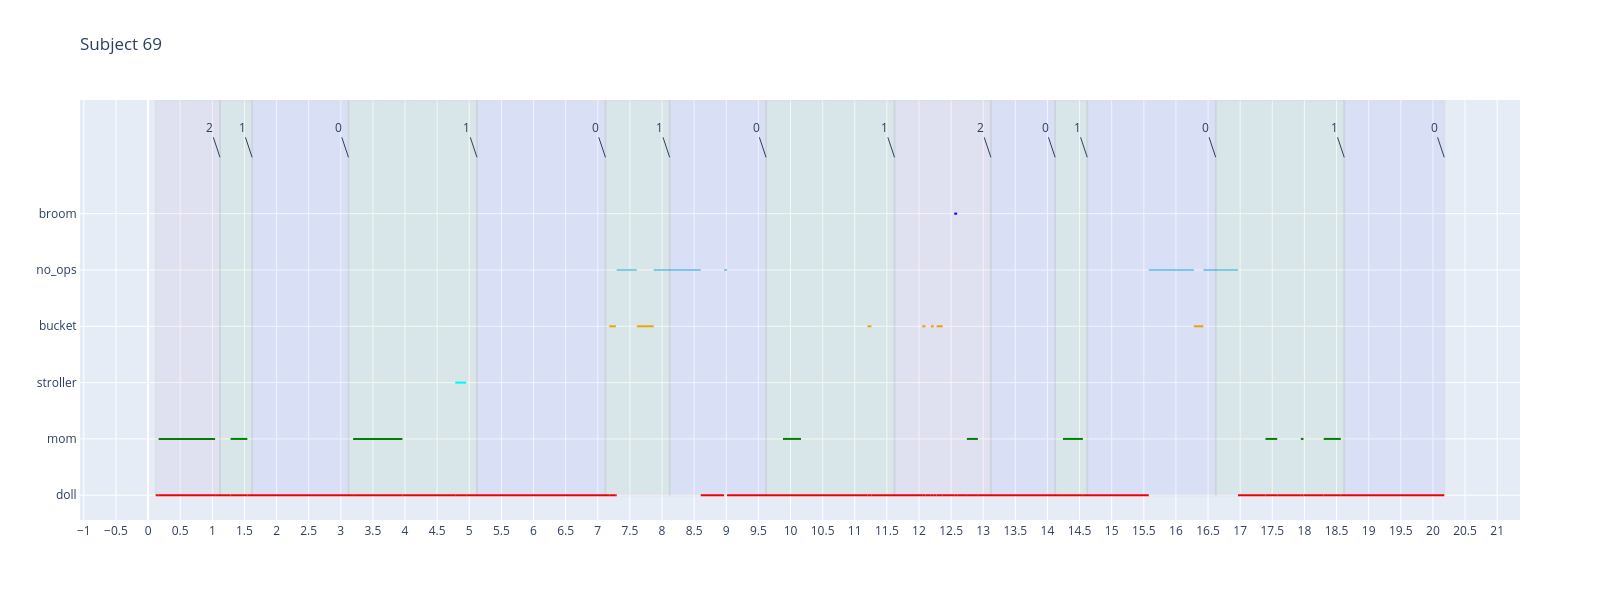 Subject 69
2 1 0 1 0 1 0 1 2 0 1 0 1 0
broom
no_ops
bucket
stroller
mom
doll
−1 −0.5 0 0.5 1 1.5 2 2.5 3 3.5 4 4.5 5 5.5 6 6.5 7 7.5 8 8.5 9 9.5 10 10.5 11 11.5 12 12.5 13 13.5 14 14.5 15 15.5 16 16.5 17 17.5 18 18.5 19 19.5 20 20.5 21